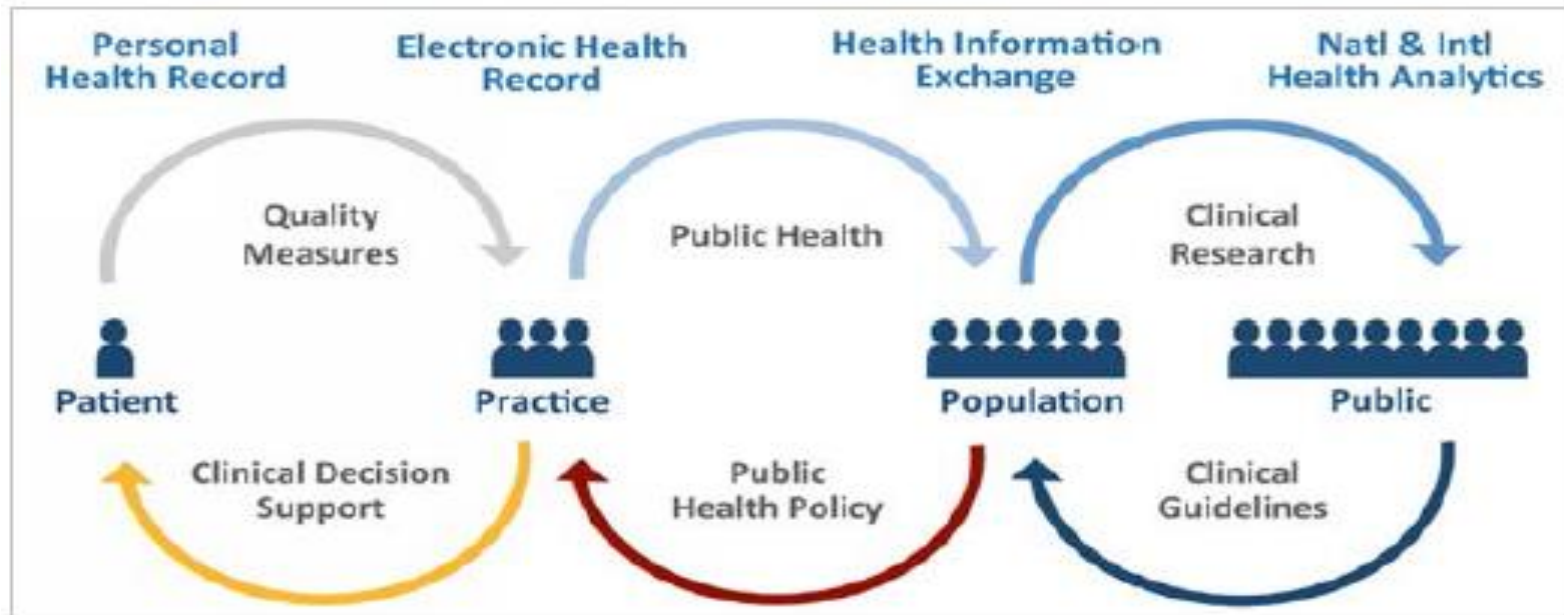 Personal
Health Record
Electronic Health
Record
Health Information
Exchange
Natl & Intl
Health Analytics
Quality
Measures
Public Health
Clinical
Research
Patient
Practice
Population
Public
Clinical Decision
Support
Public
Health Policy
Clinical
Guidelines